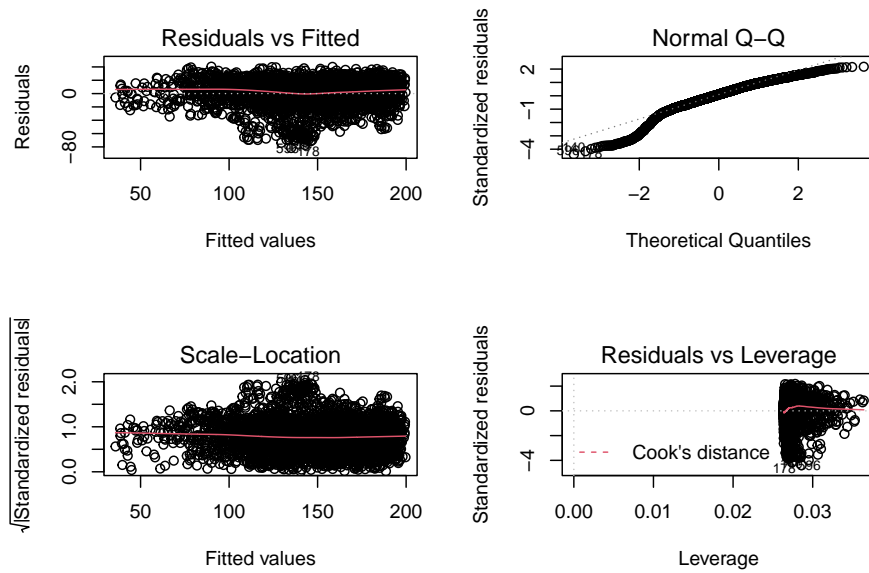 Residuals vs Fitted
Residuals
0
−80
50
100
150
200
Fitted values
Normal Q−Q
Standardized residuals
2
−1
−4
−2
0
2
Theoretical Quantiles
Scale−Location
√|Standardized residuals|
2.0
1.0
0.0
50
100
150
200
Fitted values
Residuals vs Leverage
Standardized residuals
0
−4
Cook's distance
178
0.00
0.01
0.02
0.03
Leverage